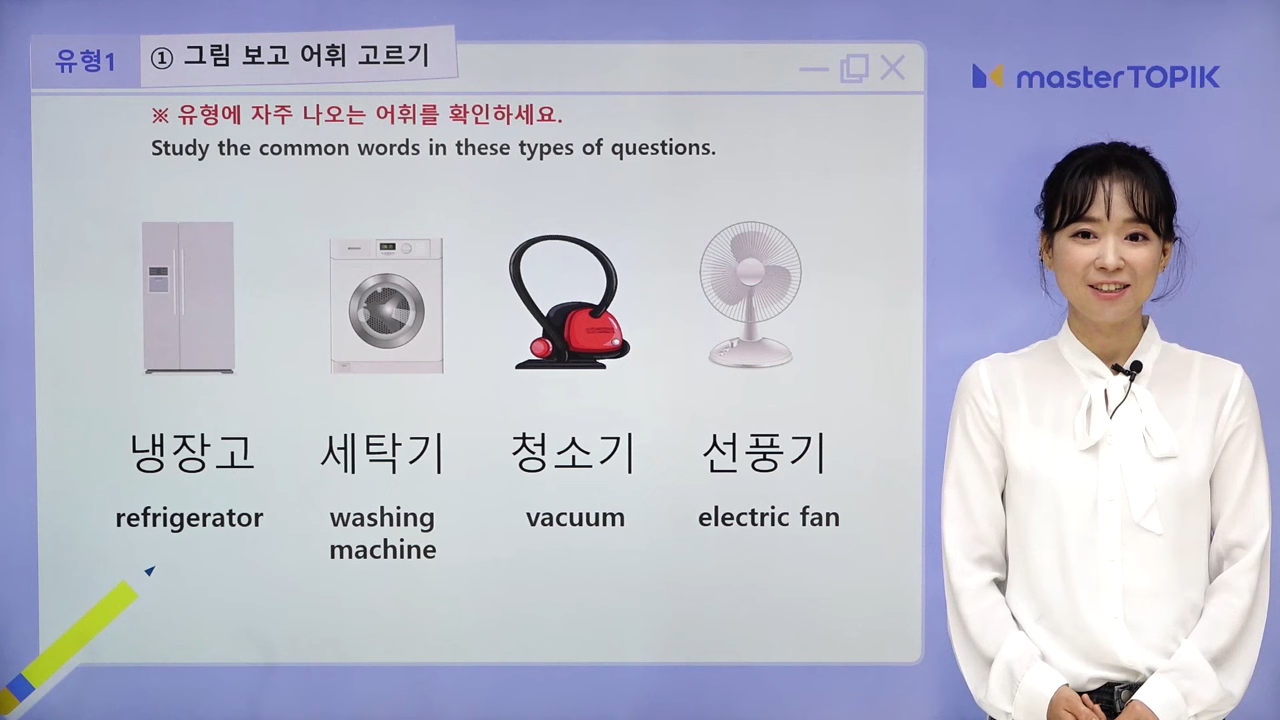 유형1
① 그림 보고 어휘 고르기
masterTOPIK
※ 유형에 자주 나오는 어휘를 확인하세요.
Study the common words in these types of questions.
냉장고 세탁기 청소기 선풍기
refrigerator washing machine vacuum electric fan